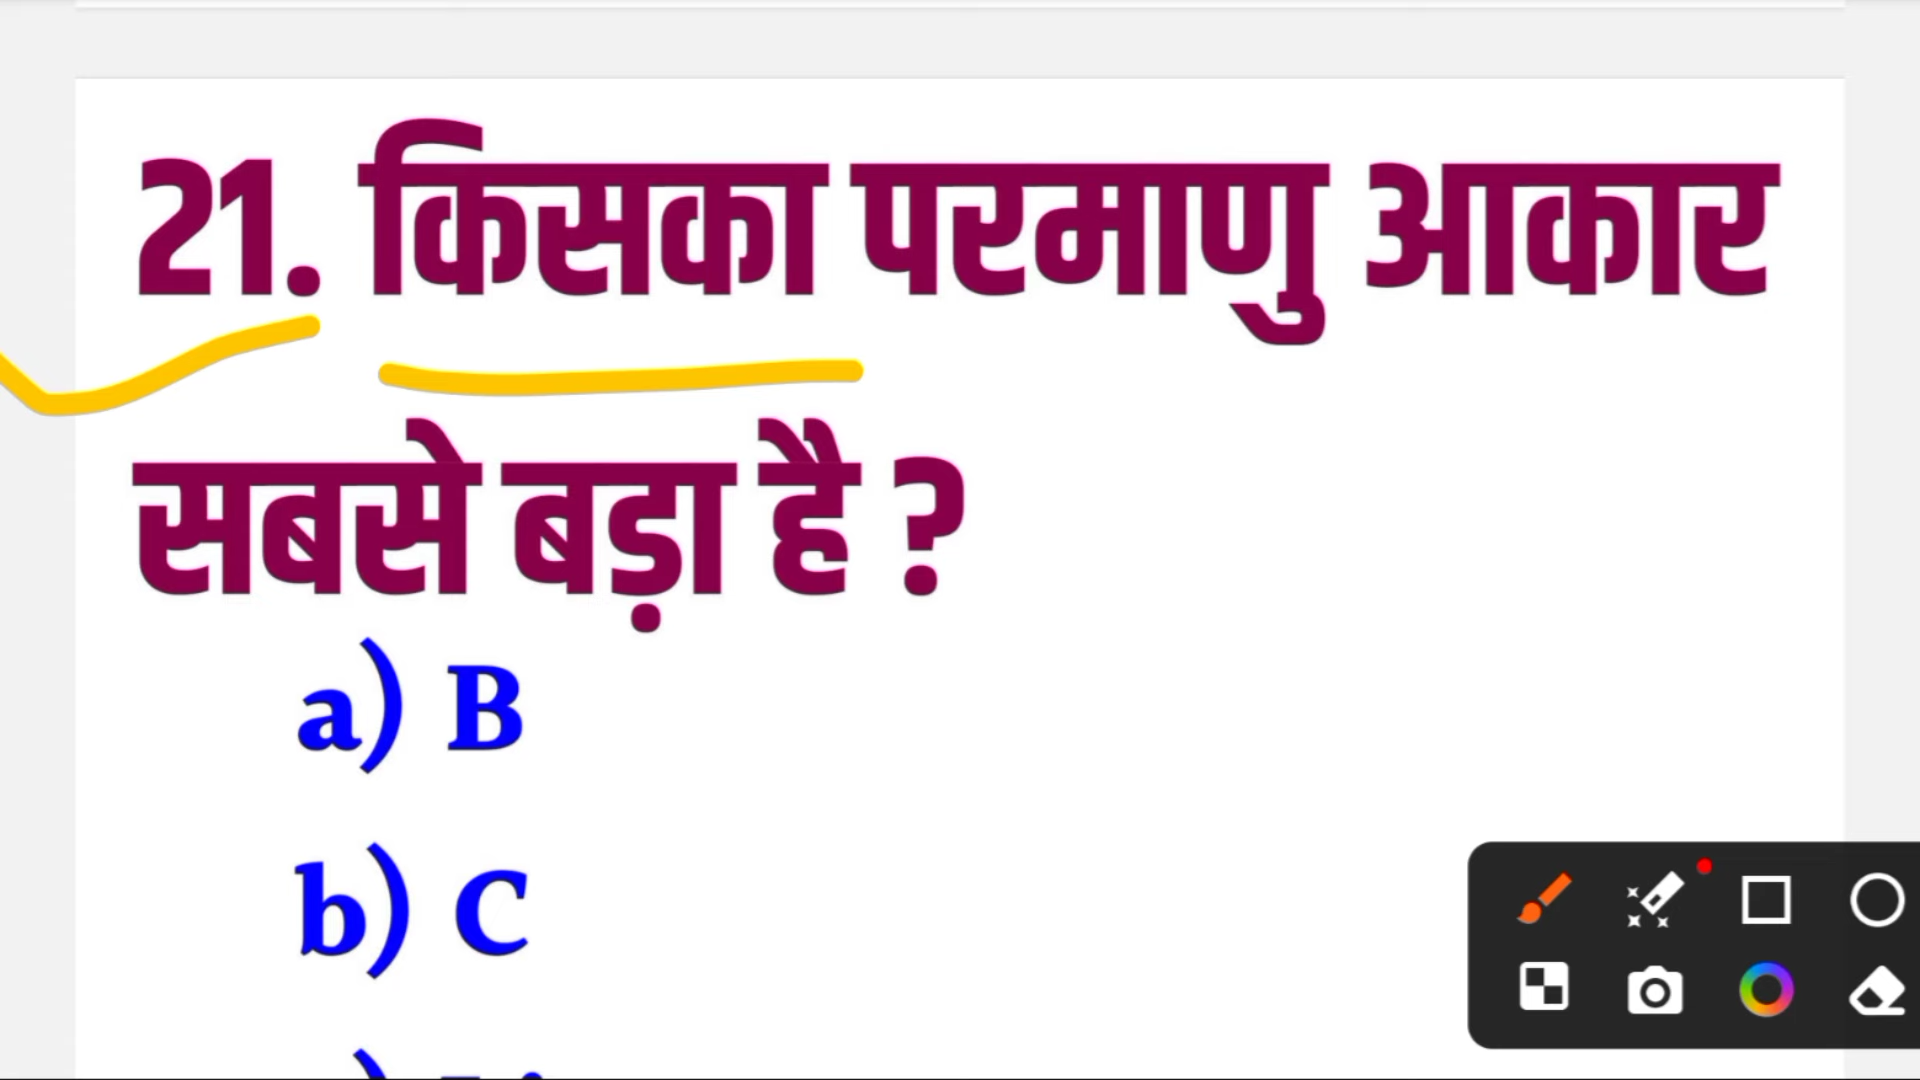 21. किसका परमाणु आकार
सबसे बड़ा है ?
a) B
b) C